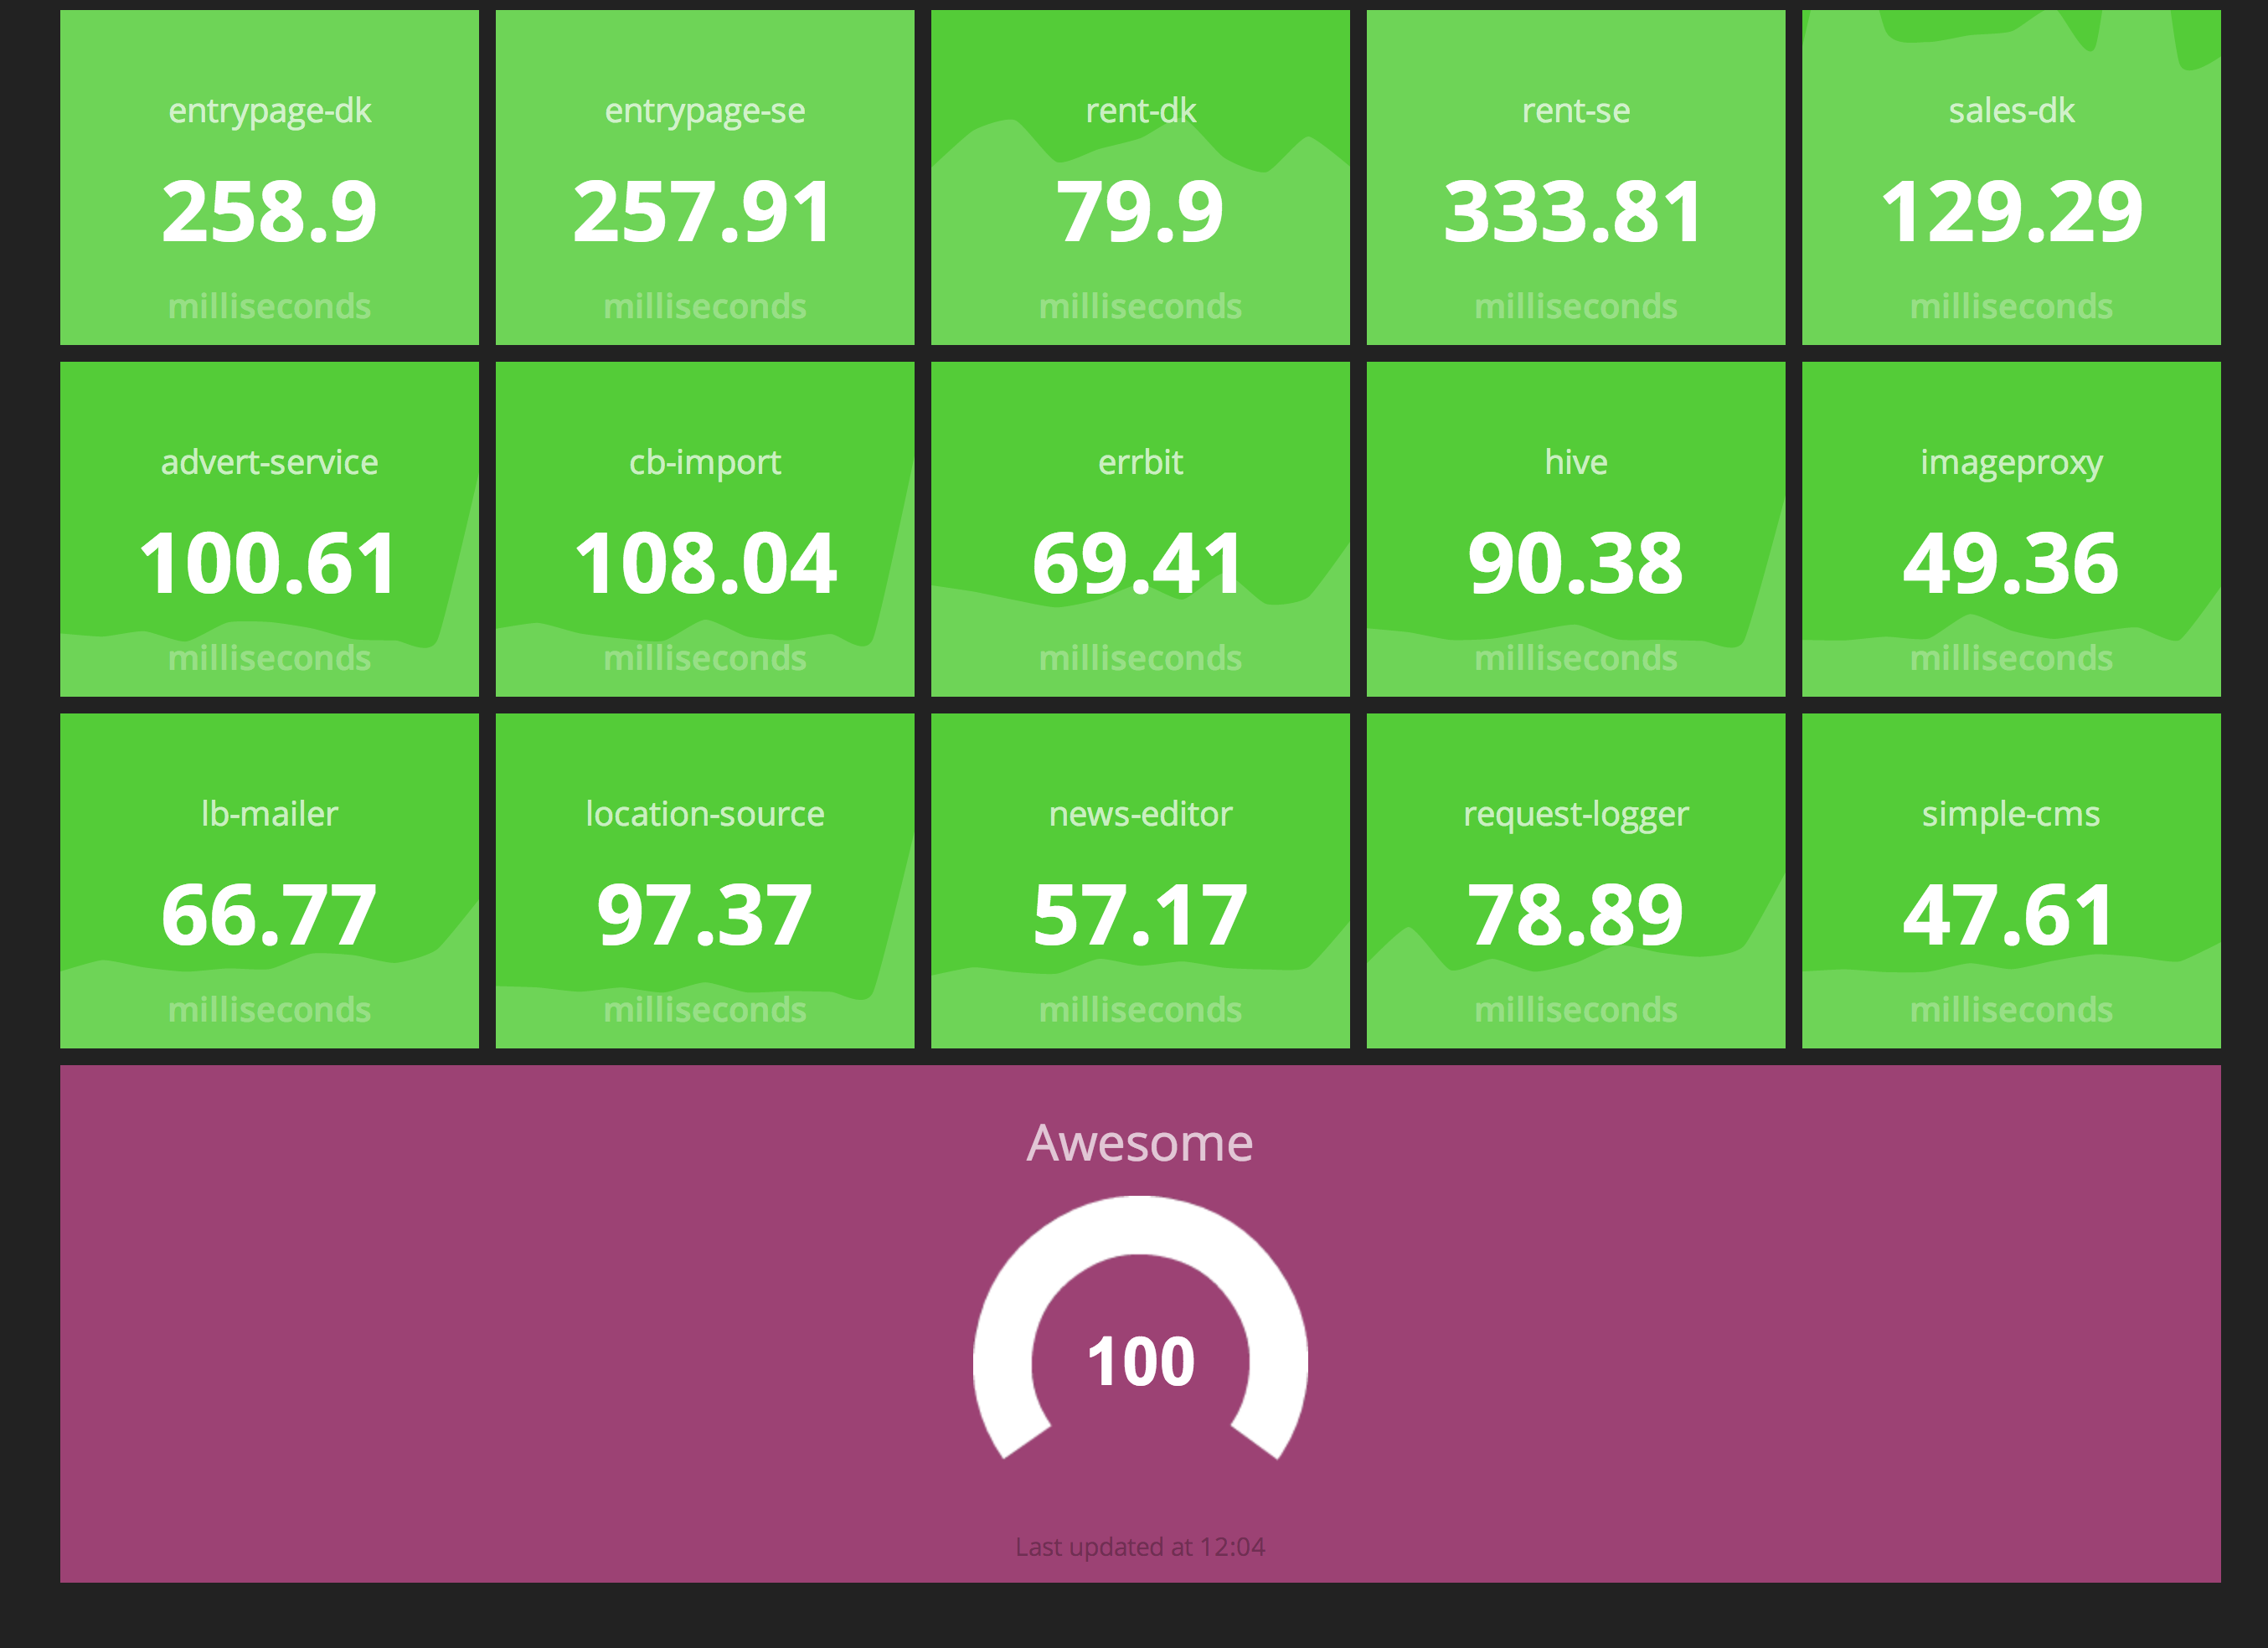 entrypage-dk
258.9
milliseconds
entrypage-se
257.91
milliseconds
rent-dk
79.9
milliseconds
rent-se
333.81
milliseconds
sales-dk
129.29
milliseconds
advert-service
100.61
milliseconds
cb-import
108.04
milliseconds
errbit
69.41
milliseconds
hive
90.38
milliseconds
imageproxy
49.36
milliseconds
lb-mailer
66.77
milliseconds
location-source
97.37
milliseconds
news-editor
57.17
milliseconds
request-logger
78.89
milliseconds
simple-cms
47.61
milliseconds
Awesome
100
Last updated at 12:04